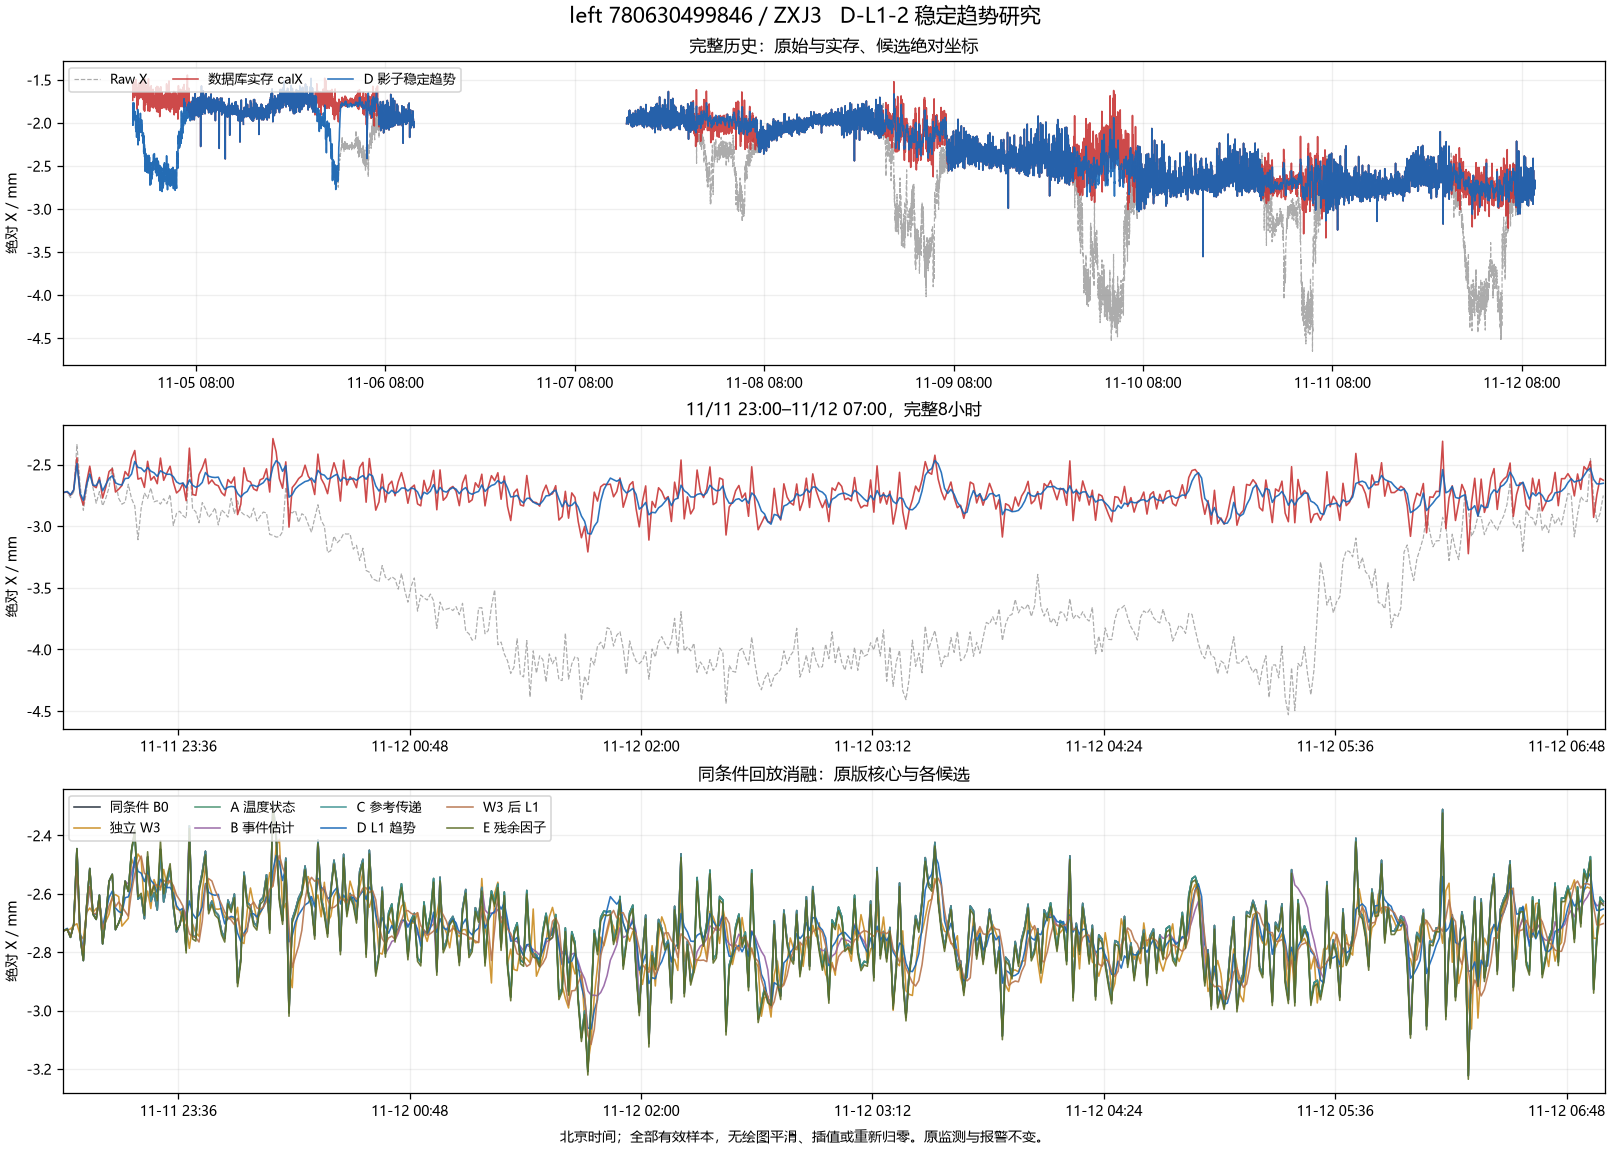 left 780630499846 / ZXJ3 D-L1-2 稳定趋势研究
完整历史：原始与实存、候选绝对坐标
Raw X 数据库实存 calX D 影子稳定趋势
绝对 X / mm
-1.5
-2.0
-2.5
-3.0
-3.5
-4.0
-4.5
11-05 08:00 11-06 08:00 11-07 08:00 11-08 08:00 11-09 08:00 11-10 08:00 11-11 08:00 11-12 08:00
11/11 23:00–11/12 07:00，完整8小时
绝对 X / mm
-2.5
-3.0
-3.5
-4.0
-4.5
11-11 23:36 11-12 00:48 11-12 02:00 11-12 03:12 11-12 04:24 11-12 05:36 11-12 06:48
同条件回放消融：原版核心与各候选
同条件 B0 A 温度状态 C 参考传递 W3 后 L1
独立 W3 B 事件估计 D L1 趋势 E 残余因子
绝对 X / mm
-2.4
-2.6
-2.8
-3.0
-3.2
11-11 23:36 11-12 00:48 11-12 02:00 11-12 03:12 11-12 04:24 11-12 05:36 11-12 06:48
北京时间；全部有效样本，无绘图平滑、插值或重新归零。原监测与报警不变。